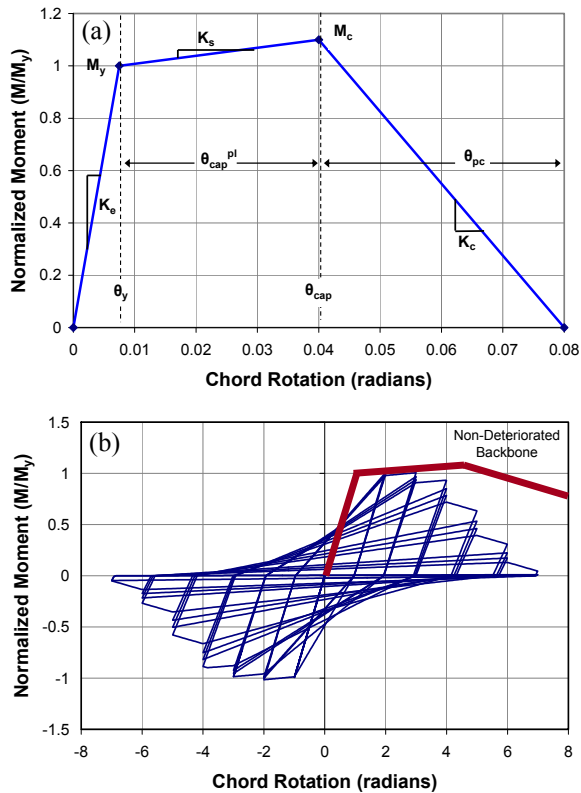 (a)
1.2
1
0.8
0.6
0.4
0.2
0
Normalized Moment (M/My)
My
Ks
Mc
θcap^pl
θpc
Ke
Kc
θy
θcap
0 0.01 0.02 0.03 0.04 0.05 0.06 0.07 0.08
Chord Rotation (radians)
(b)
1.5
1
0.5
0
-0.5
-1
-1.5
Normalized Moment (M/My)
Non-Deteriorated
Backbone
-8 -6 -4 -2 0 2 4 6 8
Chord Rotation (radians)